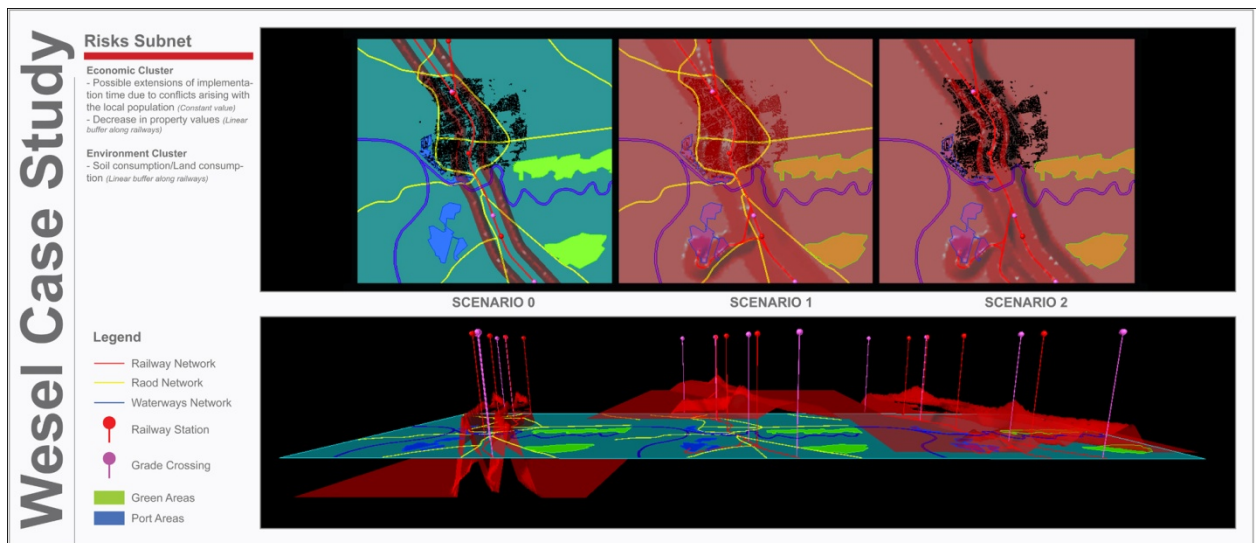 Wesel Case Study
Risks Subnet
Economic Cluster
- Possible extensions of implementa-
tion time due to conflicts arising with
the local population (Constant value)
- Decrease in property values (Linear
buffer along railways)
Environment Cluster
- Soil consumption/Land consump-
tion (Linear buffer along railways)
SCENARIO 0
SCENARIO 1
SCENARIO 2
Legend
Railway Network
Raod Network
Waterways Network
Railway Station
Grade Crossing
Green Areas
Port Areas